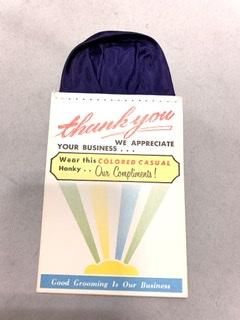 thank you
WE APPRECIATE
YOUR BUSINESS . . .
Wear this COLORED CASUAL
Hanky . . Our Compliments!
Good Grooming Is Our Business